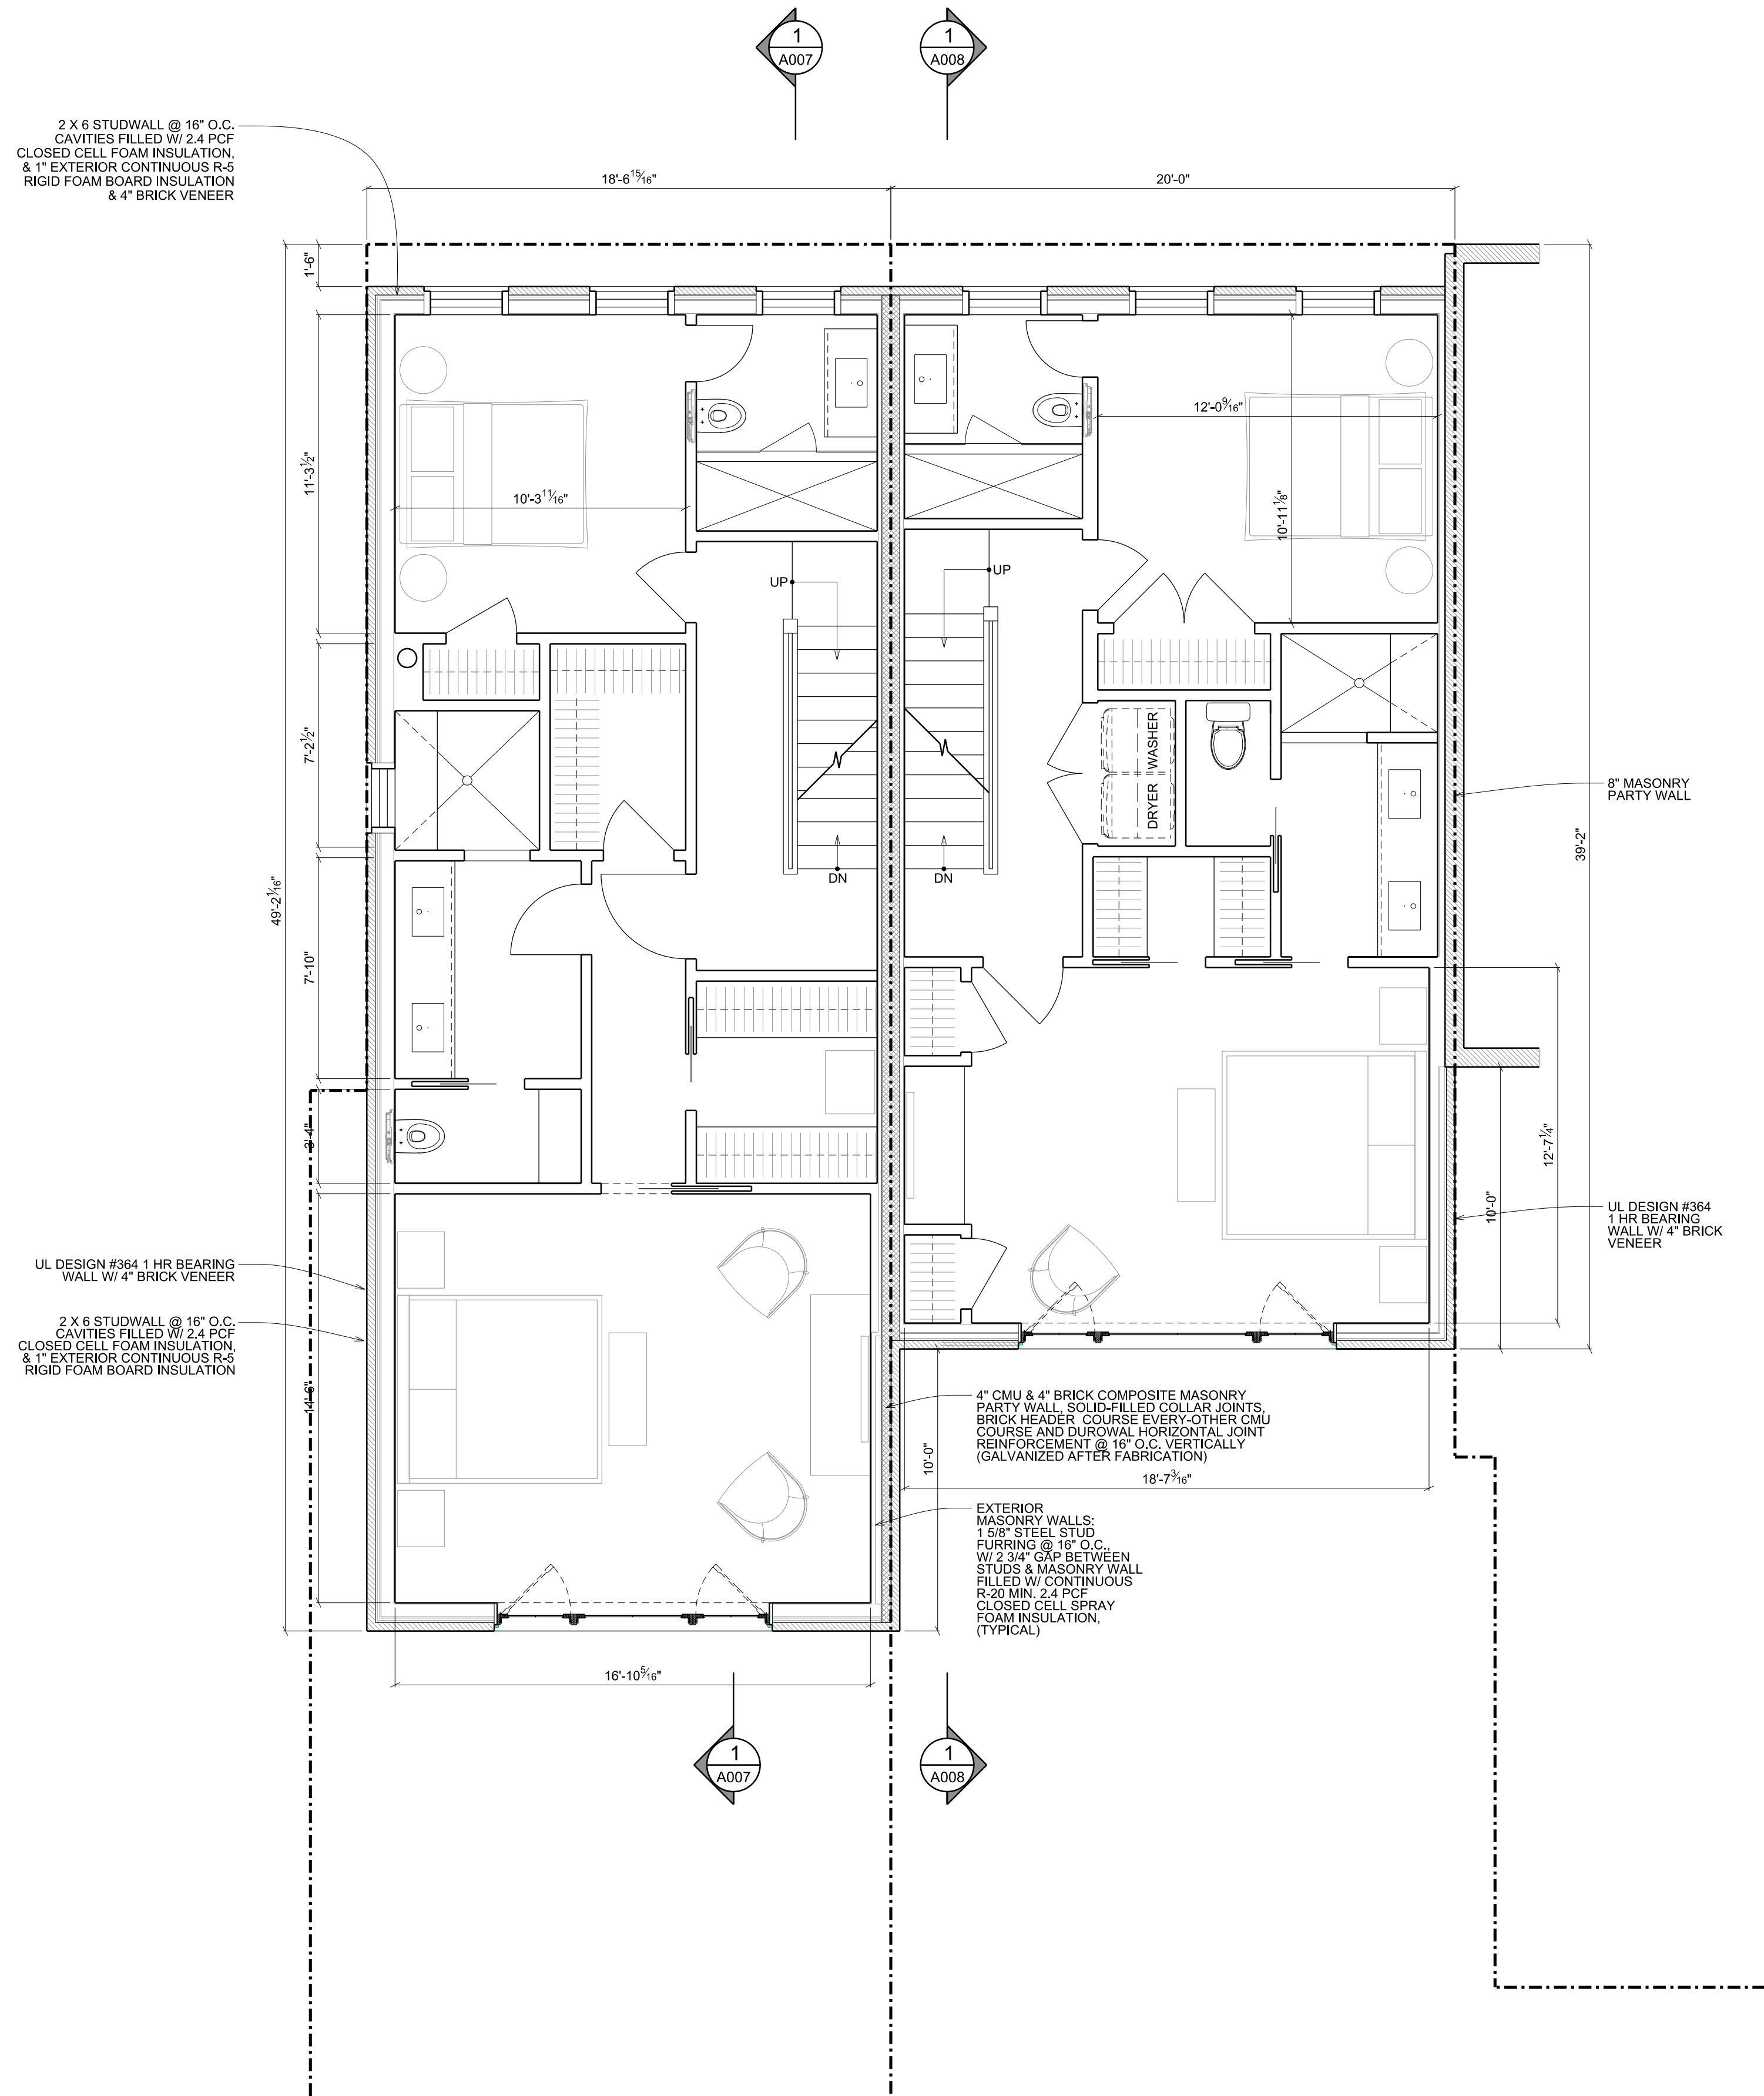 1
A007
1
A008
2 X 6 STUDWALL @ 16" O.C.
CAVITIES FILLED W/ 2.4 PCF
CLOSED CELL FOAM INSULATION,
& 1" EXTERIOR CONTINUOUS R-5
RIGID FOAM BOARD INSULATION
& 4" BRICK VENEER
18'-6 15/16"
20'-0"
1'-6"
11'-3 1/2"
10'-3 11/16"
12'-0 9/16"
10'-11 1/8"
UP
UP
7'-2 1/2"
DRYER WASHER
8" MASONRY
PARTY WALL
39'-2"
DN
DN
49'-2 1/16"
7'-10"
3'-4"
12'-7 1/4"
10'-0"
UL DESIGN #364
1 HR BEARING
WALL W/ 4" BRICK
VENEER
UL DESIGN #364 1 HR BEARING
WALL W/ 4" BRICK VENEER
2 X 6 STUDWALL @ 16" O.C.
CAVITIES FILLED W/ 2.4 PCF
CLOSED CELL FOAM INSULATION,
& 1" EXTERIOR CONTINUOUS R-5
RIGID FOAM BOARD INSULATION
14'-6"
4" CMU & 4" BRICK COMPOSITE MASONRY
PARTY WALL, SOLID-FILLED COLLAR JOINTS,
BRICK HEADER COURSE EVERY-OTHER CMU
COURSE AND DUROWAL HORIZONTAL JOINT
REINFORCEMENT @ 16" O.C. VERTICALLY
(GALVANIZED AFTER FABRICATION)
10'-0"
18'-7 3/16"
EXTERIOR
MASONRY WALLS:
1 5/8" STEEL STUD
FURRING @ 16" O.C.,
W/ 2 3/4" GAP BETWEEN
STUDS & MASONRY WALL
FILLED W/ CONTINUOUS
R-20 MIN. 2.4 PCF
CLOSED CELL SPRAY
FOAM INSULATION,
(TYPICAL)
16'-10 5/16"
1
A007
1
A008